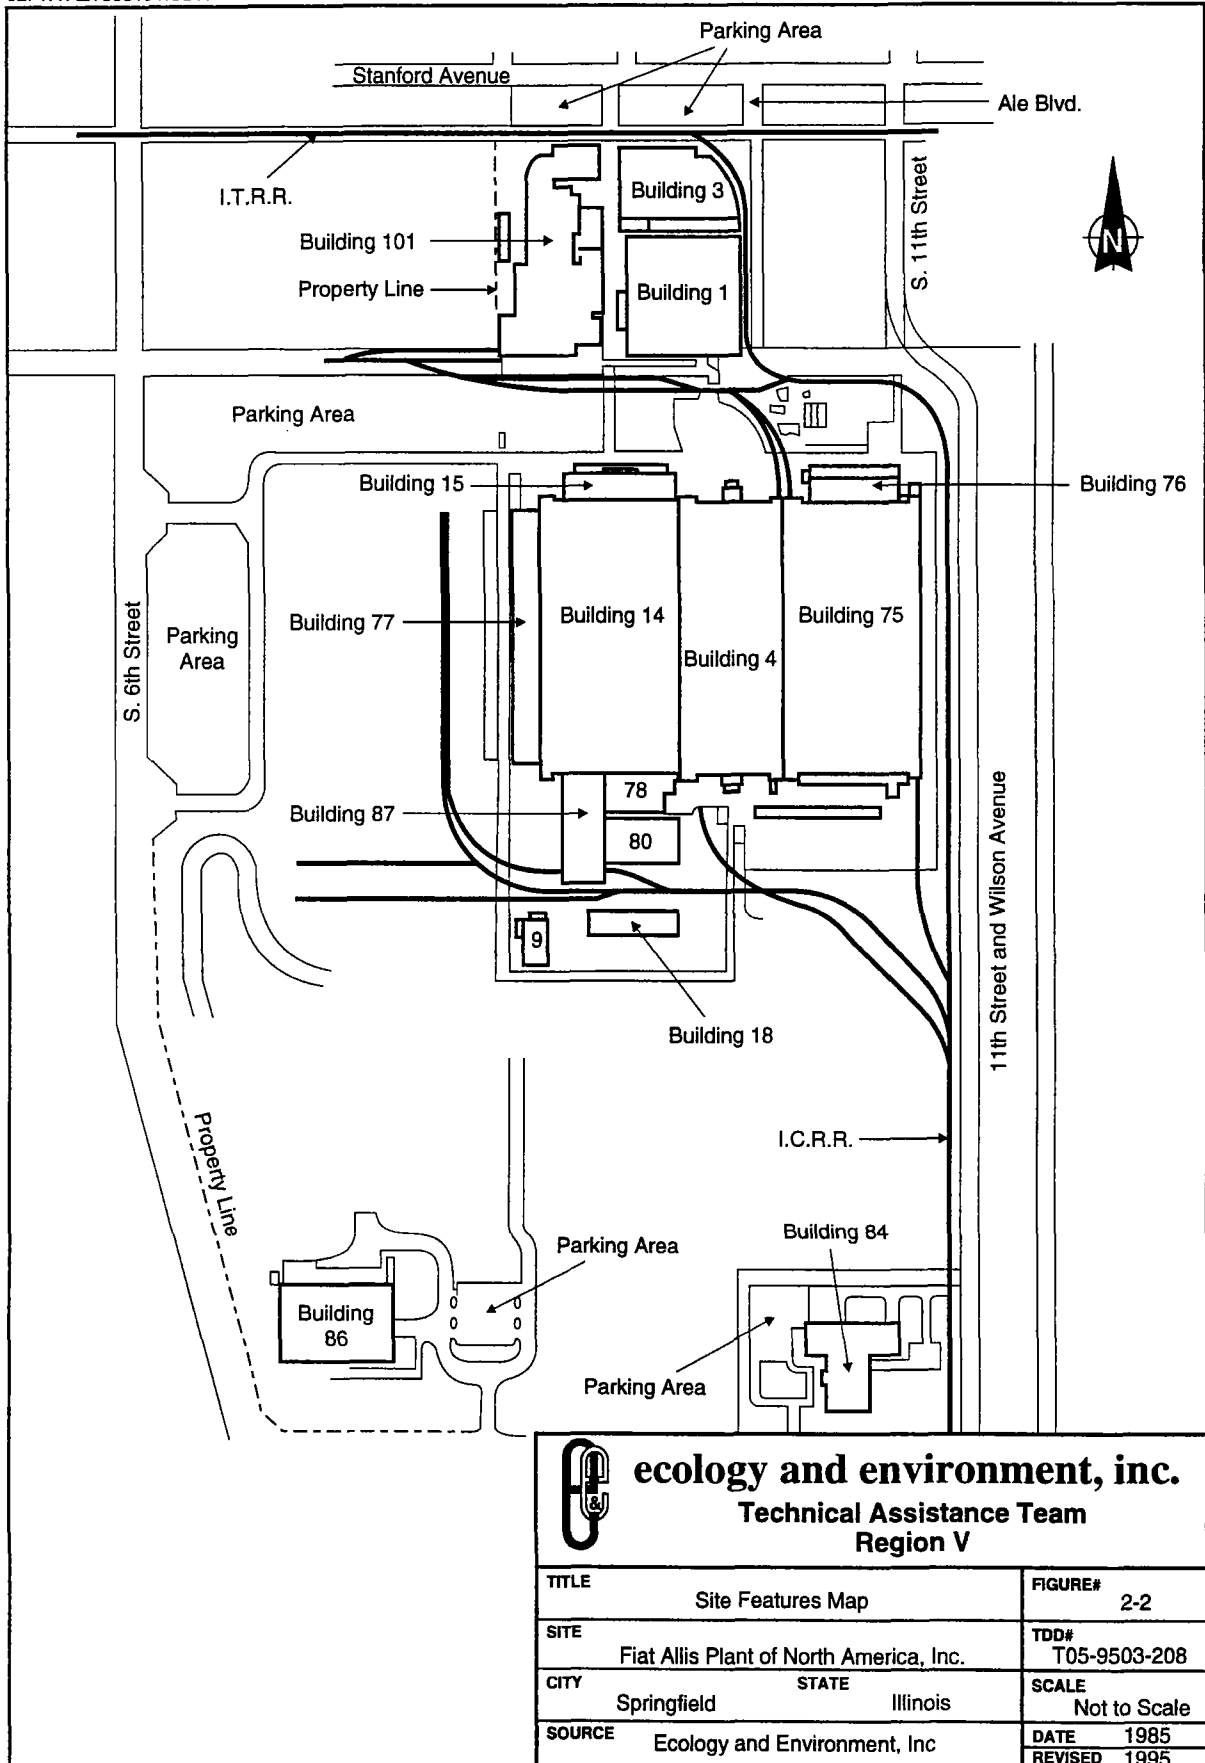 Parking Area
Stanford Avenue
Ale Blvd.
I.T.R.R.
Building 3
S. 11th Street
N
Building 101
Property Line
Building 1
Parking Area
Building 15
Building 76
Building 77
Building 14
Building 75
Parking
Area
S. 6th Street
Building 4
78
Building 87
80
9
11th Street and Wilson Avenue
Building 18
Property Line
I.C.R.R.
Building 84
Parking Area
Building
86
Parking Area
&
ecology and environment, inc.
Technical Assistance Team
Region V
TITLE
Site Features Map
FIGURE#
2-2
SITE
Fiat Allis Plant of North America, Inc.
TDD#
T05-9503-208
CITY
Springfield
STATE
Illinois
SCALE
Not to Scale
SOURCE
Ecology and Environment, Inc
DATE 1985
REVISED 1995